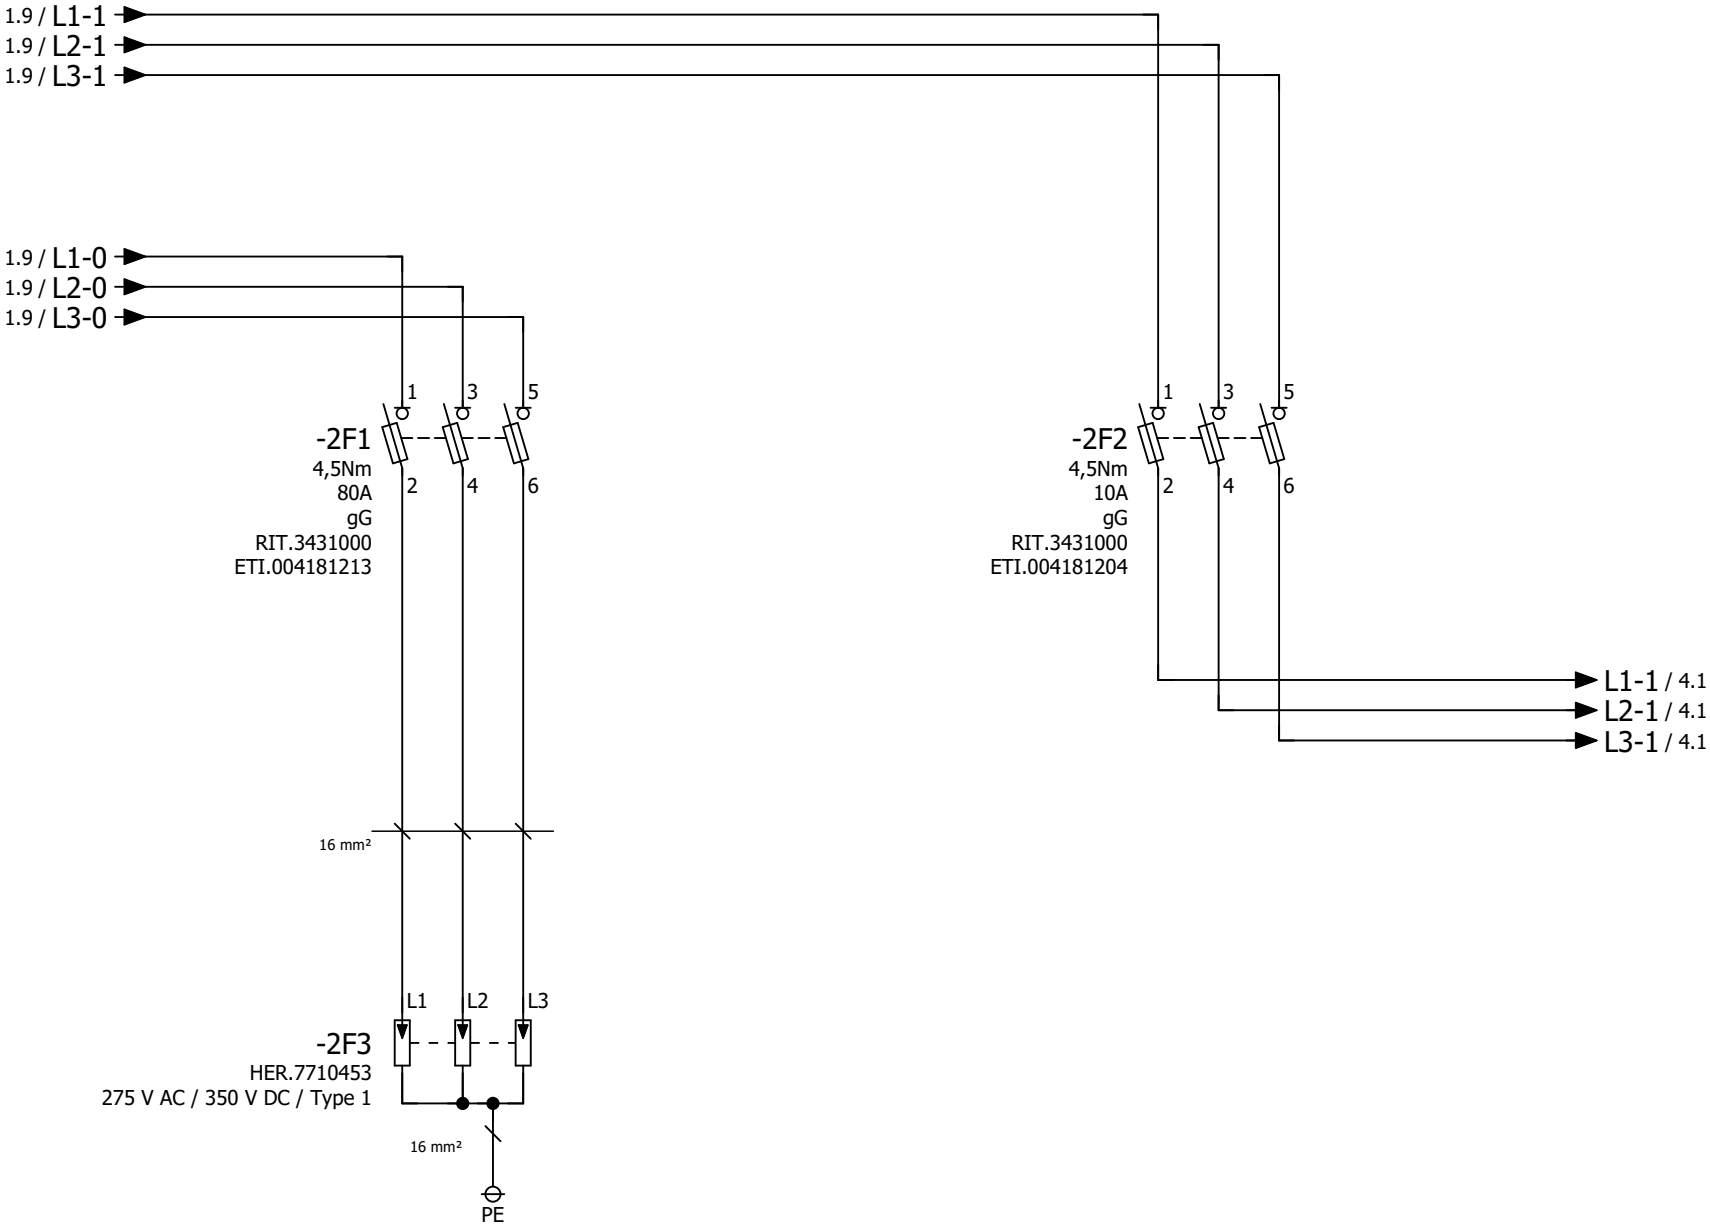 1.9 / L1-1
1.9 / L2-1
1.9 / L3-1
1.9 / L1-0
1.9 / L2-0
1.9 / L3-0
1 3 5
-2F1
4,5Nm
80A
gG
RIT.3431000
ETI.004181213
2 4 6
1 3 5
-2F2
4,5Nm
10A
gG
RIT.3431000
ETI.004181204
2 4 6
L1-1 / 4.1
L2-1 / 4.1
L3-1 / 4.1
16 mm²
L1 L2 L3
-2F3
HER.7710453
275 V AC / 350 V DC / Type 1
16 mm²
PE